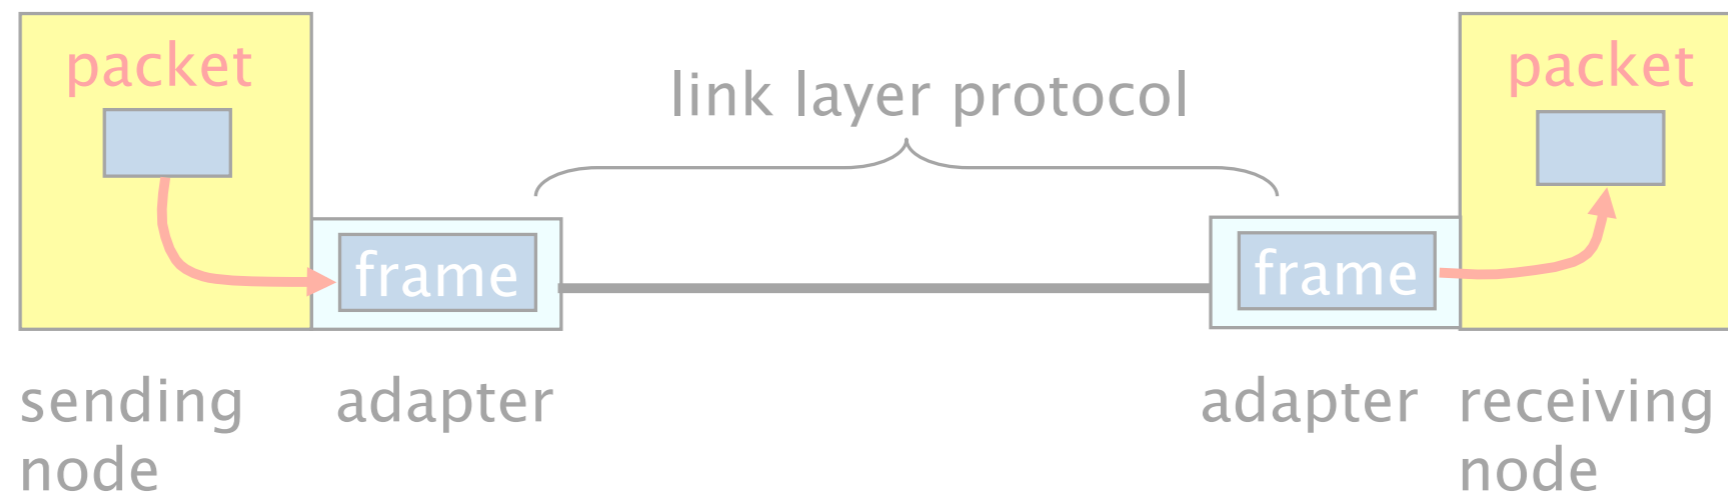 packet
packet
link layer protocol
frame
frame
sending
node
adapter
adapter
receiving
node